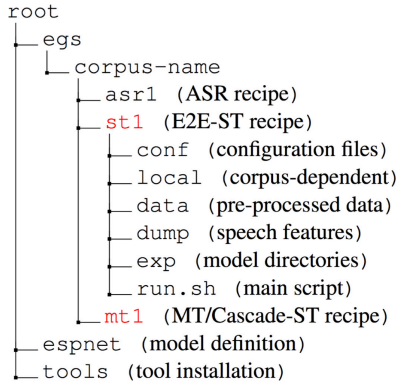 root
egs
corpus-name
asr1 (ASR recipe)
st1 (E2E-ST recipe)
conf (configuration files)
local (corpus-dependent)
data (pre-processed data)
dump (speech features)
exp (model directories)
run.sh (main script)
mt1 (MT/Cascade-ST recipe)
espnet (model definition)
tools (tool installation)